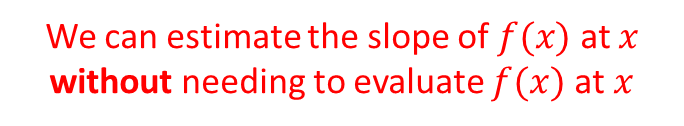 We can estimate the slope of f(x) at x
without needing to evaluate f(x) at x